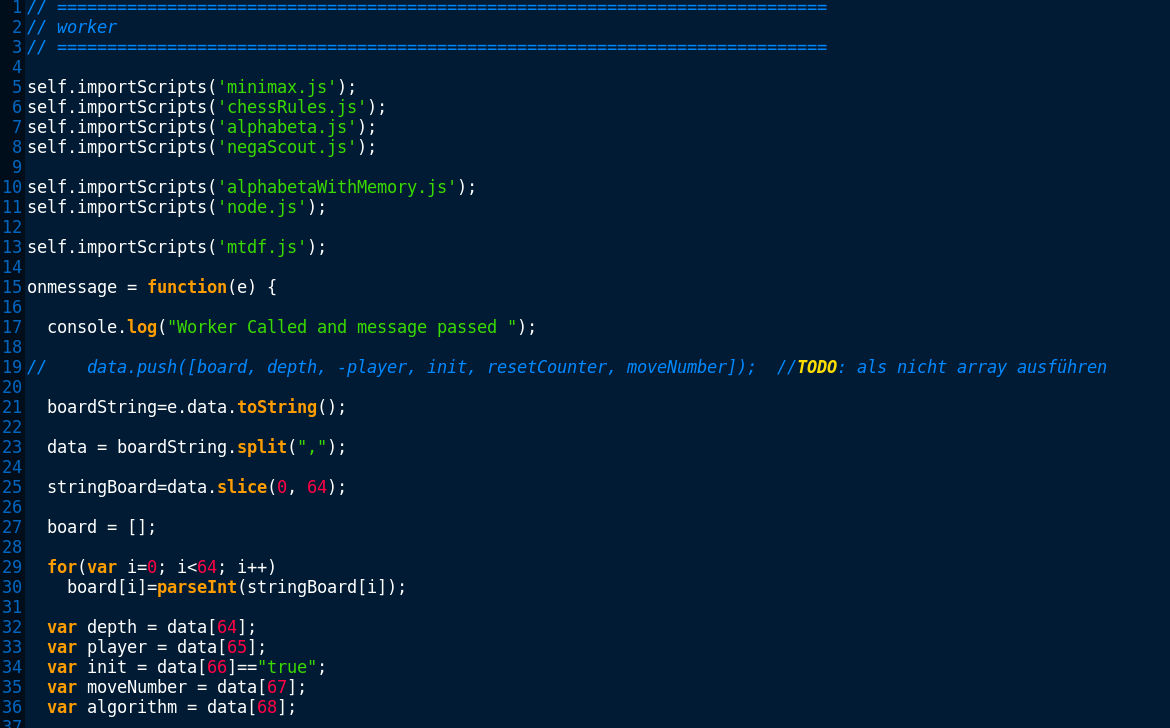 1 // =============================================================================
2 // worker
3 // =============================================================================
4
5 self.importScripts('minimax.js');
6 self.importScripts('chessRules.js');
7 self.importScripts('alphabeta.js');
8 self.importScripts('negaScout.js');
9
10 self.importScripts('alphabetaWithMemory.js');
11 self.importScripts('node.js');
12
13 self.importScripts('mtdf.js');
14
15 onmessage = function(e) {
16
17   console.log("Worker Called and message passed ");
18
19 //    data.push([board, depth, -player, init, resetCounter, moveNumber]);  //TODO: als nicht array ausführen
20
21   boardString=e.data.toString();
22
23   data = boardString.split(",");
24
25   stringBoard=data.slice(0, 64);
26
27   board = [];
28
29   for(var i=0; i<64; i++)
30     board[i]=parseInt(stringBoard[i]);
31
32   var depth = data[64];
33   var player = data[65];
34   var init = data[66]=="true";
35   var moveNumber = data[67];
36   var algorithm = data[68];
37